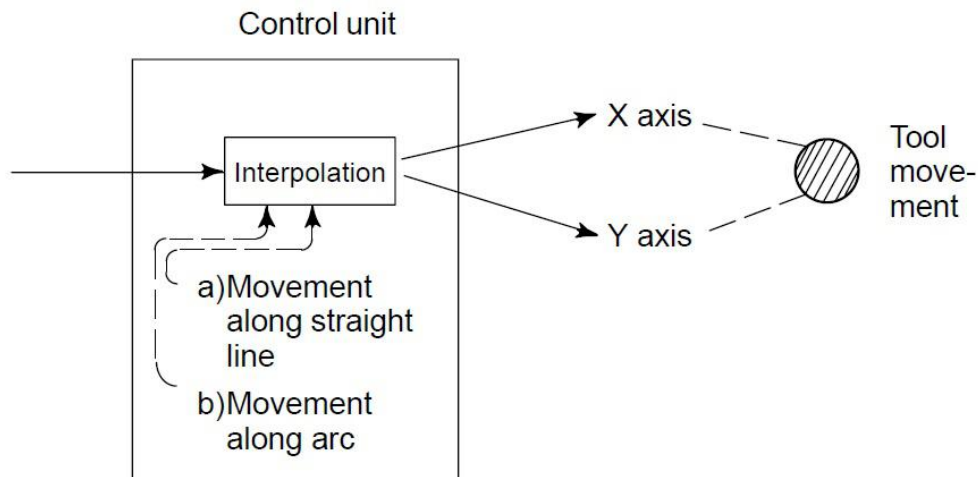 Control unit
Interpolation
X axis
Y axis
Tool
move-
ment
a)Movement
along straight
line
b)Movement
along arc